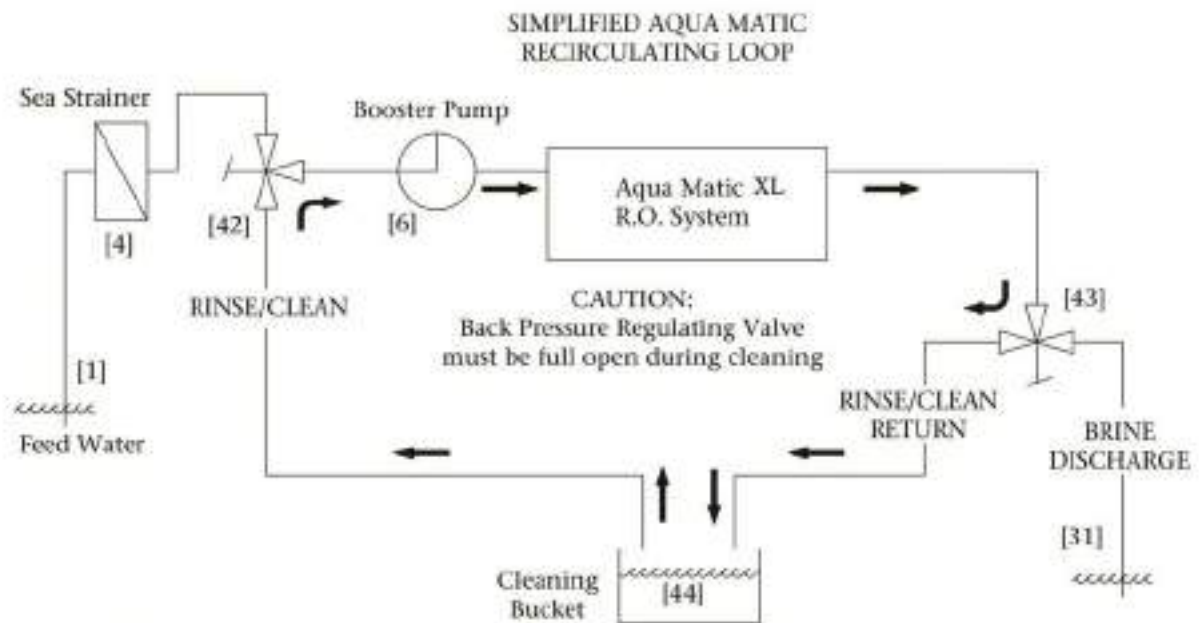 SIMPLIFIED AQUA MATIC
RECIRCULATING LOOP
Sea Strainer
Booster Pump
Aqua Matic XL
R.O. System
[4]
[42]
[6]
[43]
RINSE/CLEAN
CAUTION:
Back Pressure Regulating Valve
must be full open during cleaning
[1]
Feed Water
RINSE/CLEAN
RETURN
BRINE
DISCHARGE
[31]
Cleaning
Bucket
[44]